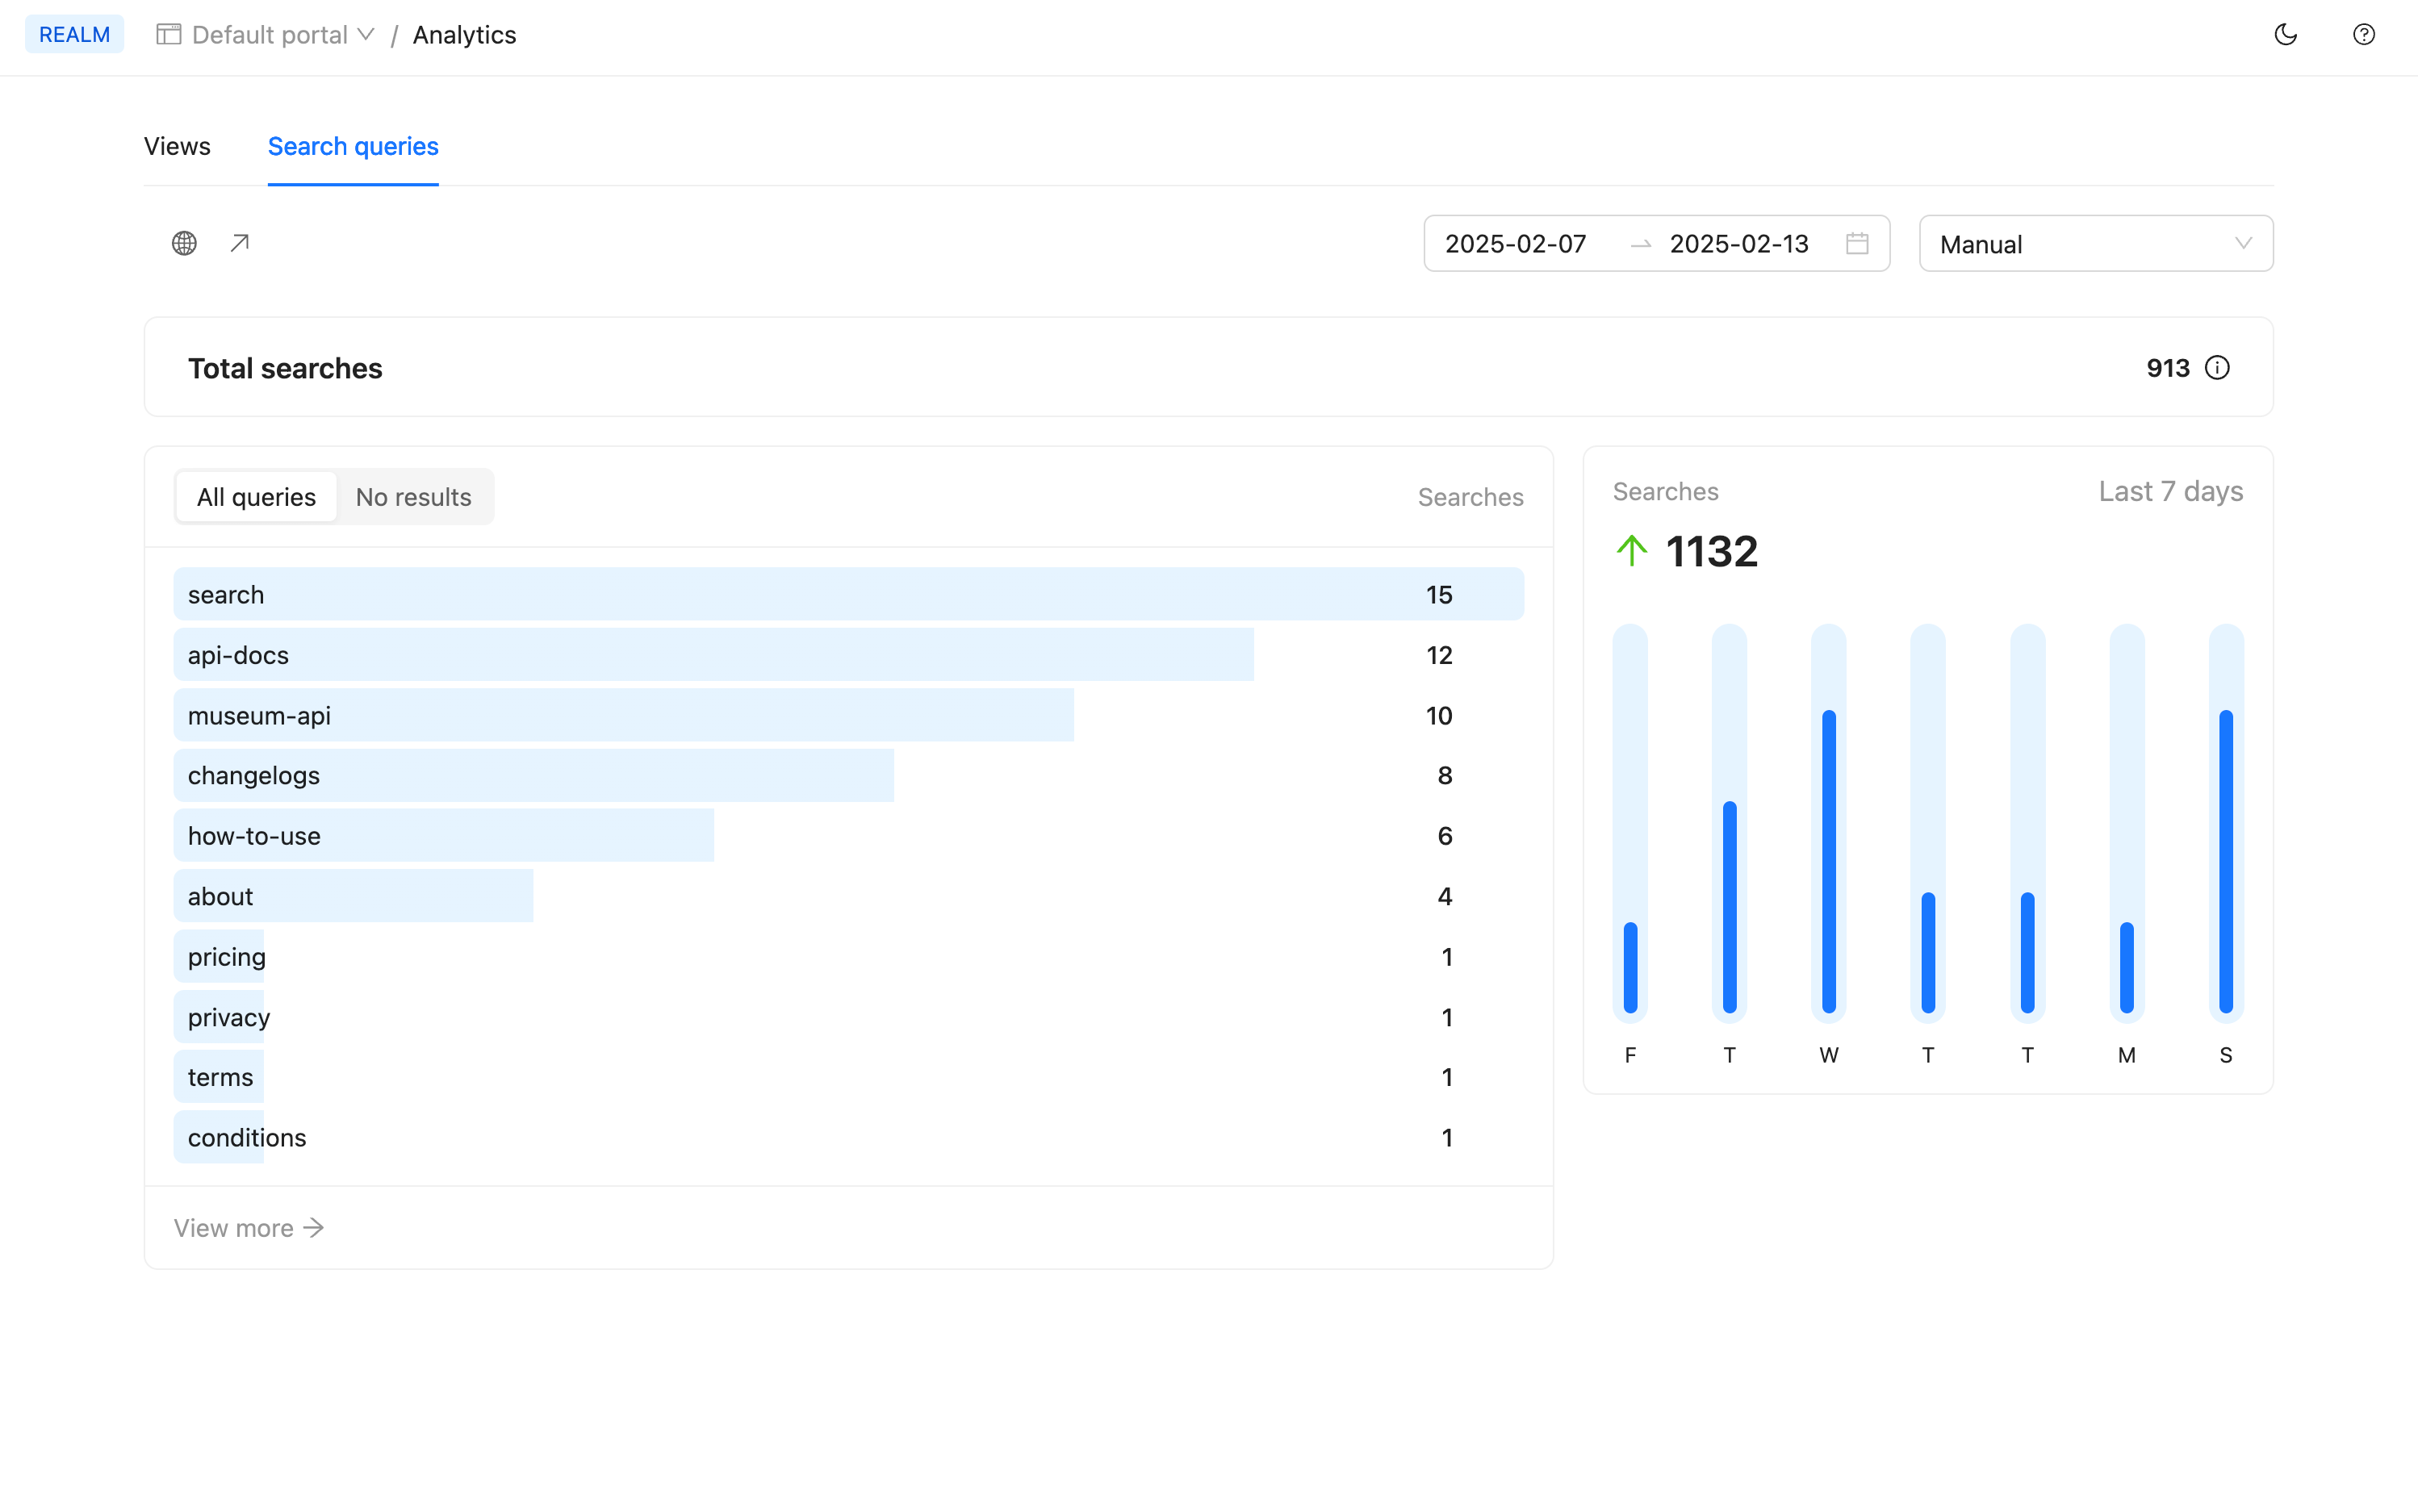 REALM Default portal / Analytics
Views Search queries
2025-02-07 2025-02-13 Manual
Total searches 913
All queries No results Searches
search 15
api-docs 12
museum-api 10
changelogs 8
how-to-use 6
about 4
pricing 1
privacy 1
terms 1
conditions 1
View more
Searches Last 7 days
1132
F T W T T M S